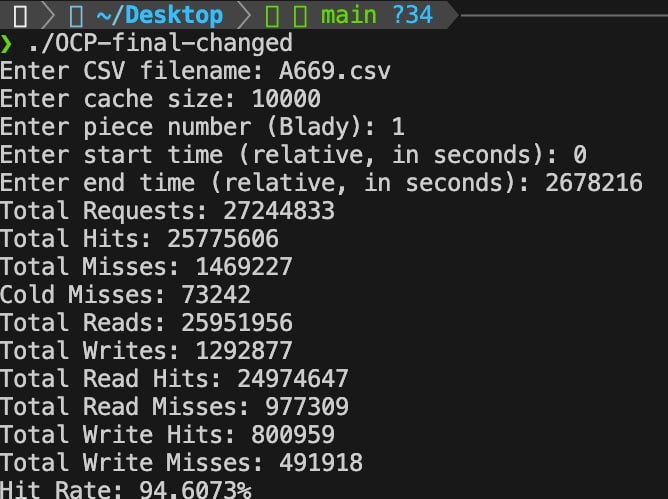 ~/Desktop main ?34
❯ ./OCP-final-changed
Enter CSV filename: A669.csv
Enter cache size: 10000
Enter piece number (Blady): 1
Enter start time (relative, in seconds): 0
Enter end time (relative, in seconds): 2678216
Total Requests: 27244833
Total Hits: 25775606
Total Misses: 1469227
Cold Misses: 73242
Total Reads: 25951956
Total Writes: 1292877
Total Read Hits: 24974647
Total Read Misses: 977309
Total Write Hits: 800959
Total Write Misses: 491918
Hit Rate: 94.6073%